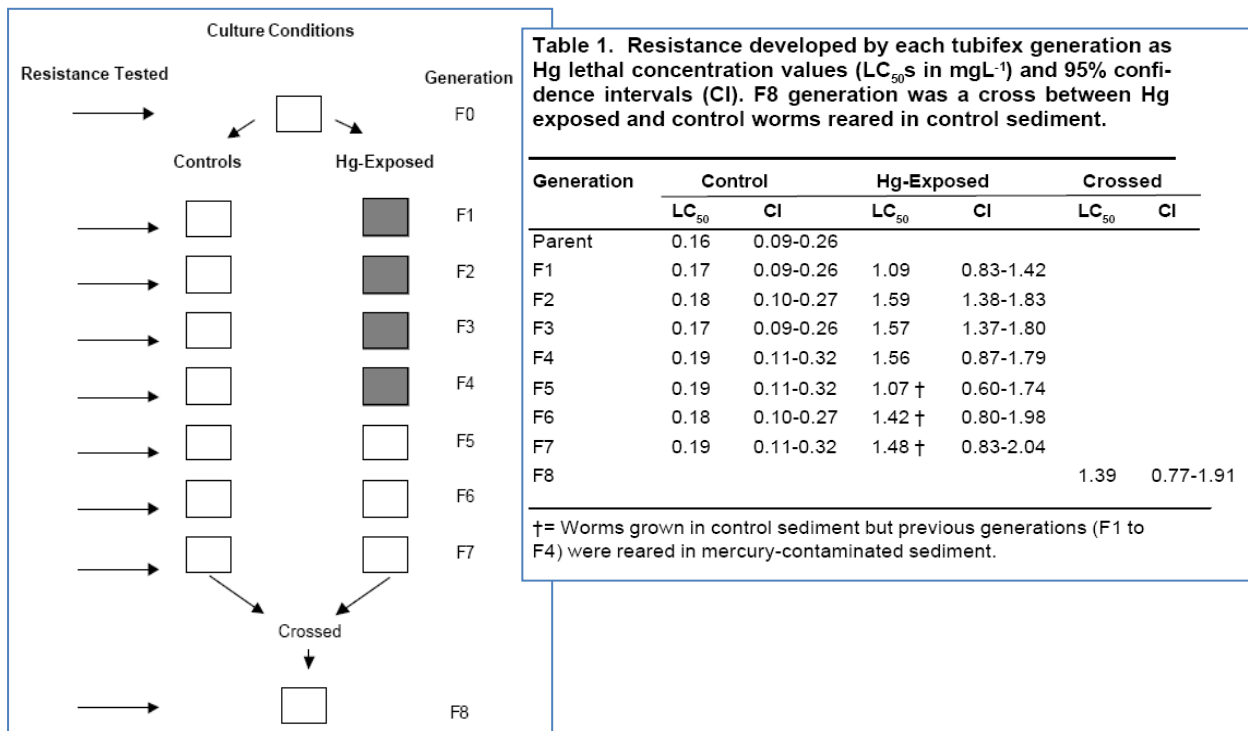 Culture Conditions
Resistance Tested
Generation
F0
Controls
Hg-Exposed
F1
F2
F3
F4
F5
F6
F7
Crossed
F8
Table 1. Resistance developed by each tubifex generation as
Hg lethal concentration values (LC50s in mgL-1) and 95% confi-
dence intervals (CI). F8 generation was a cross between Hg
exposed and control worms reared in control sediment.
Generation Control Hg-Exposed Crossed
LC50 CI LC50 CI LC50 CI
Parent 0.16 0.09-0.26
F1 0.17 0.09-0.26 1.09 0.83-1.42
F2 0.18 0.10-0.27 1.59 1.38-1.83
F3 0.17 0.09-0.26 1.57 1.37-1.80
F4 0.19 0.11-0.32 1.56 0.87-1.79
F5 0.19 0.11-0.32 1.07 † 0.60-1.74
F6 0.18 0.10-0.27 1.42 † 0.80-1.98
F7 0.19 0.11-0.32 1.48 † 0.83-2.04
F8 1.39 0.77-1.91
†= Worms grown in control sediment but previous generations (F1 to
F4) were reared in mercury-contaminated sediment.